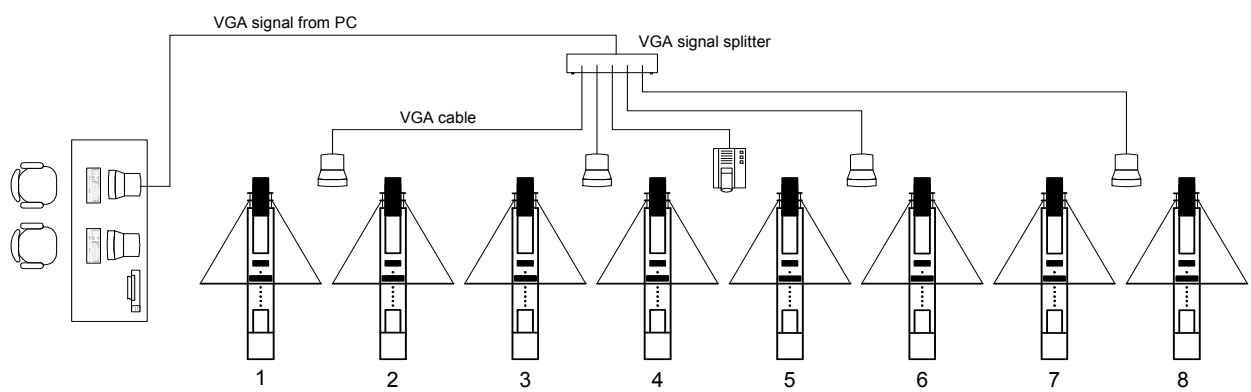 VGA signal from PC
VGA signal splitter
VGA cable
1 2 3 4 5 6 7 8